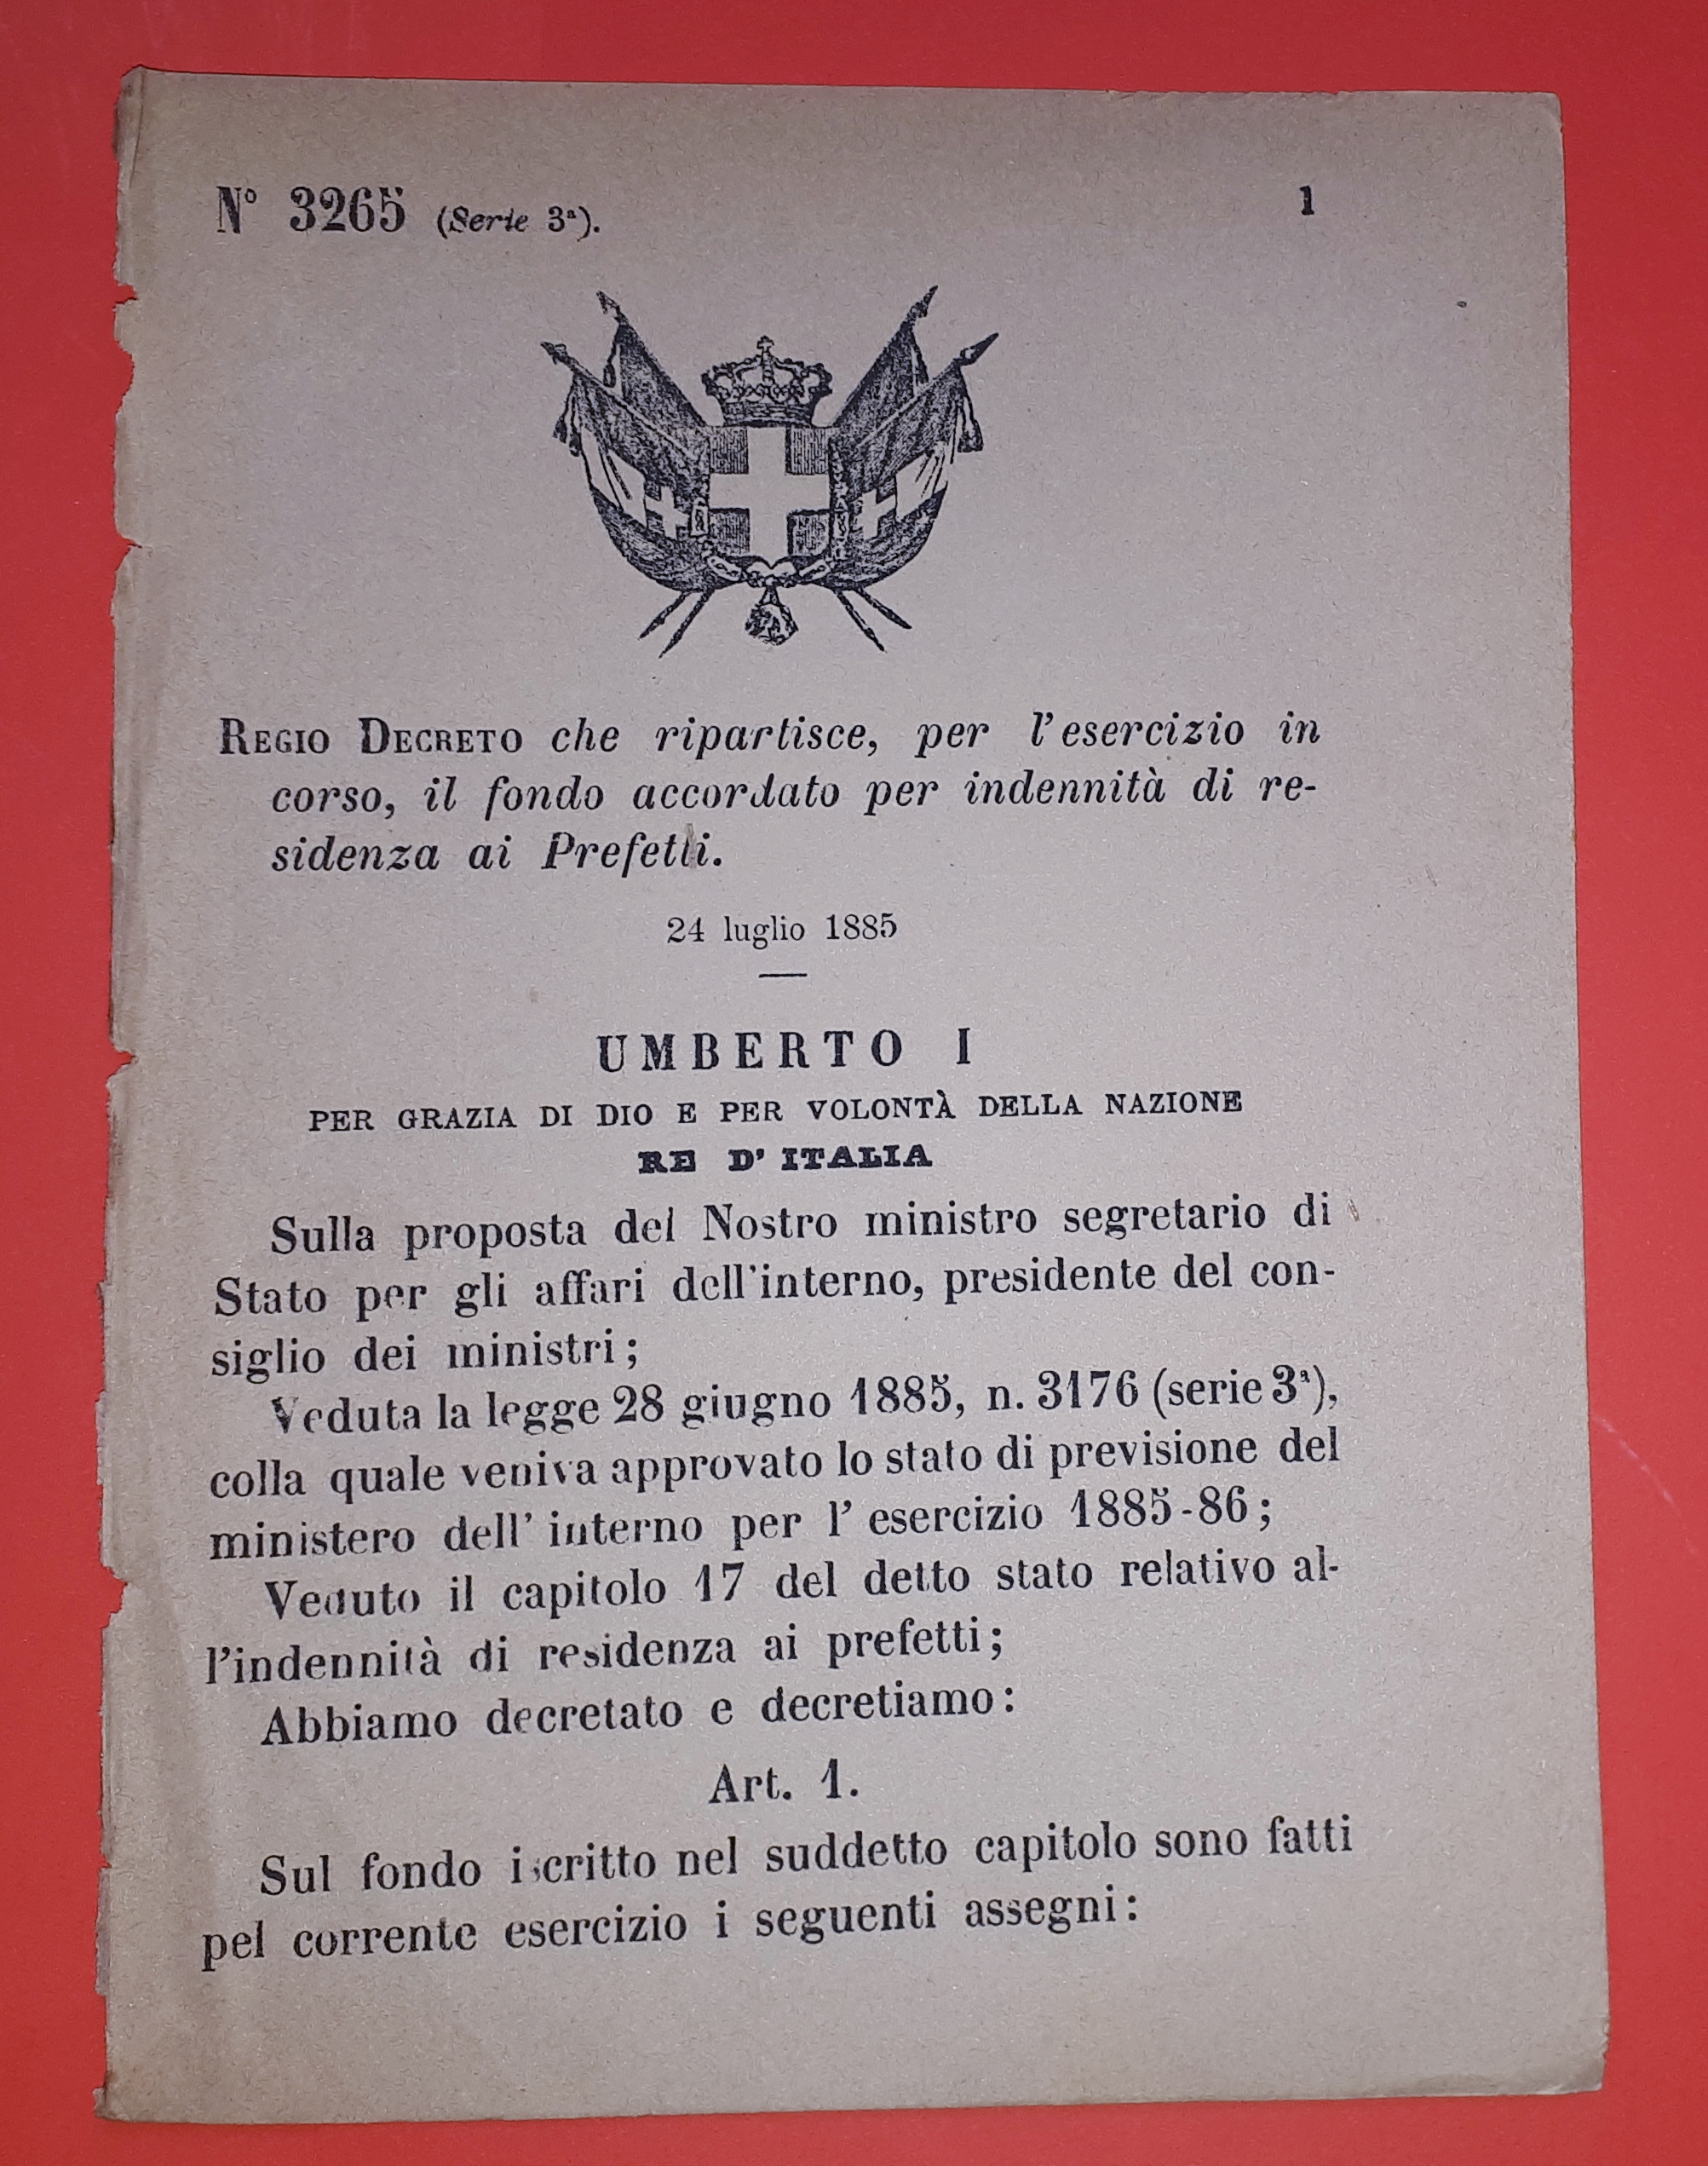 N° 3265 (Serie 3ª). 1
REGIO DECRETO che ripartisce, per l'esercizio in
corso, il fondo accordato per indennità di re-
sidenza ai Prefetti.
24 luglio 1885
UMBERTO I
PER GRAZIA DI DIO E PER VOLONTÀ DELLA NAZIONE
RE D'ITALIA
Sulla proposta del Nostro ministro segretario di
Stato per gli affari dell'interno, presidente del con-
siglio dei ministri;
Veduta la legge 28 giugno 1885, n. 3176 (serie 3ª),
colla quale veniva approvato lo stato di previsione del
ministero dell'interno per l'esercizio 1885-86;
Veduto il capitolo 17 del detto stato relativo al-
l'indennità di residenza ai prefetti;
Abbiamo decretato e decretiamo:
Art. 1.
Sul fondo iscritto nel suddetto capitolo sono fatti
pel corrente esercizio i seguenti assegni: